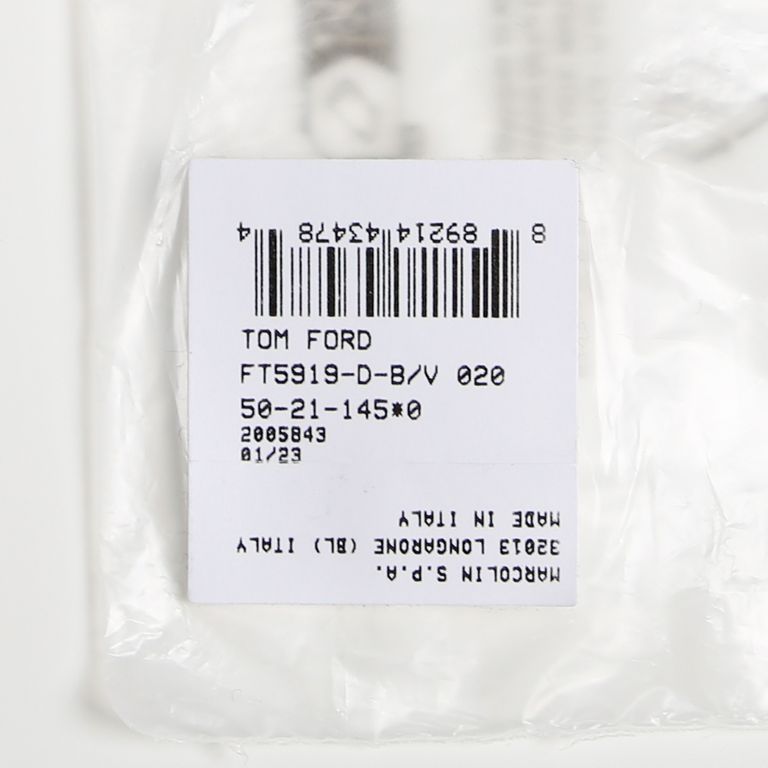 8 89214 43478 4
TOM FORD
FT5919-D-B/V 020
50-21-145*0
2005843
01/23
MARCOLIN S.P.A.
32013 LONGARONE (BL) ITALY
MADE IN ITALY